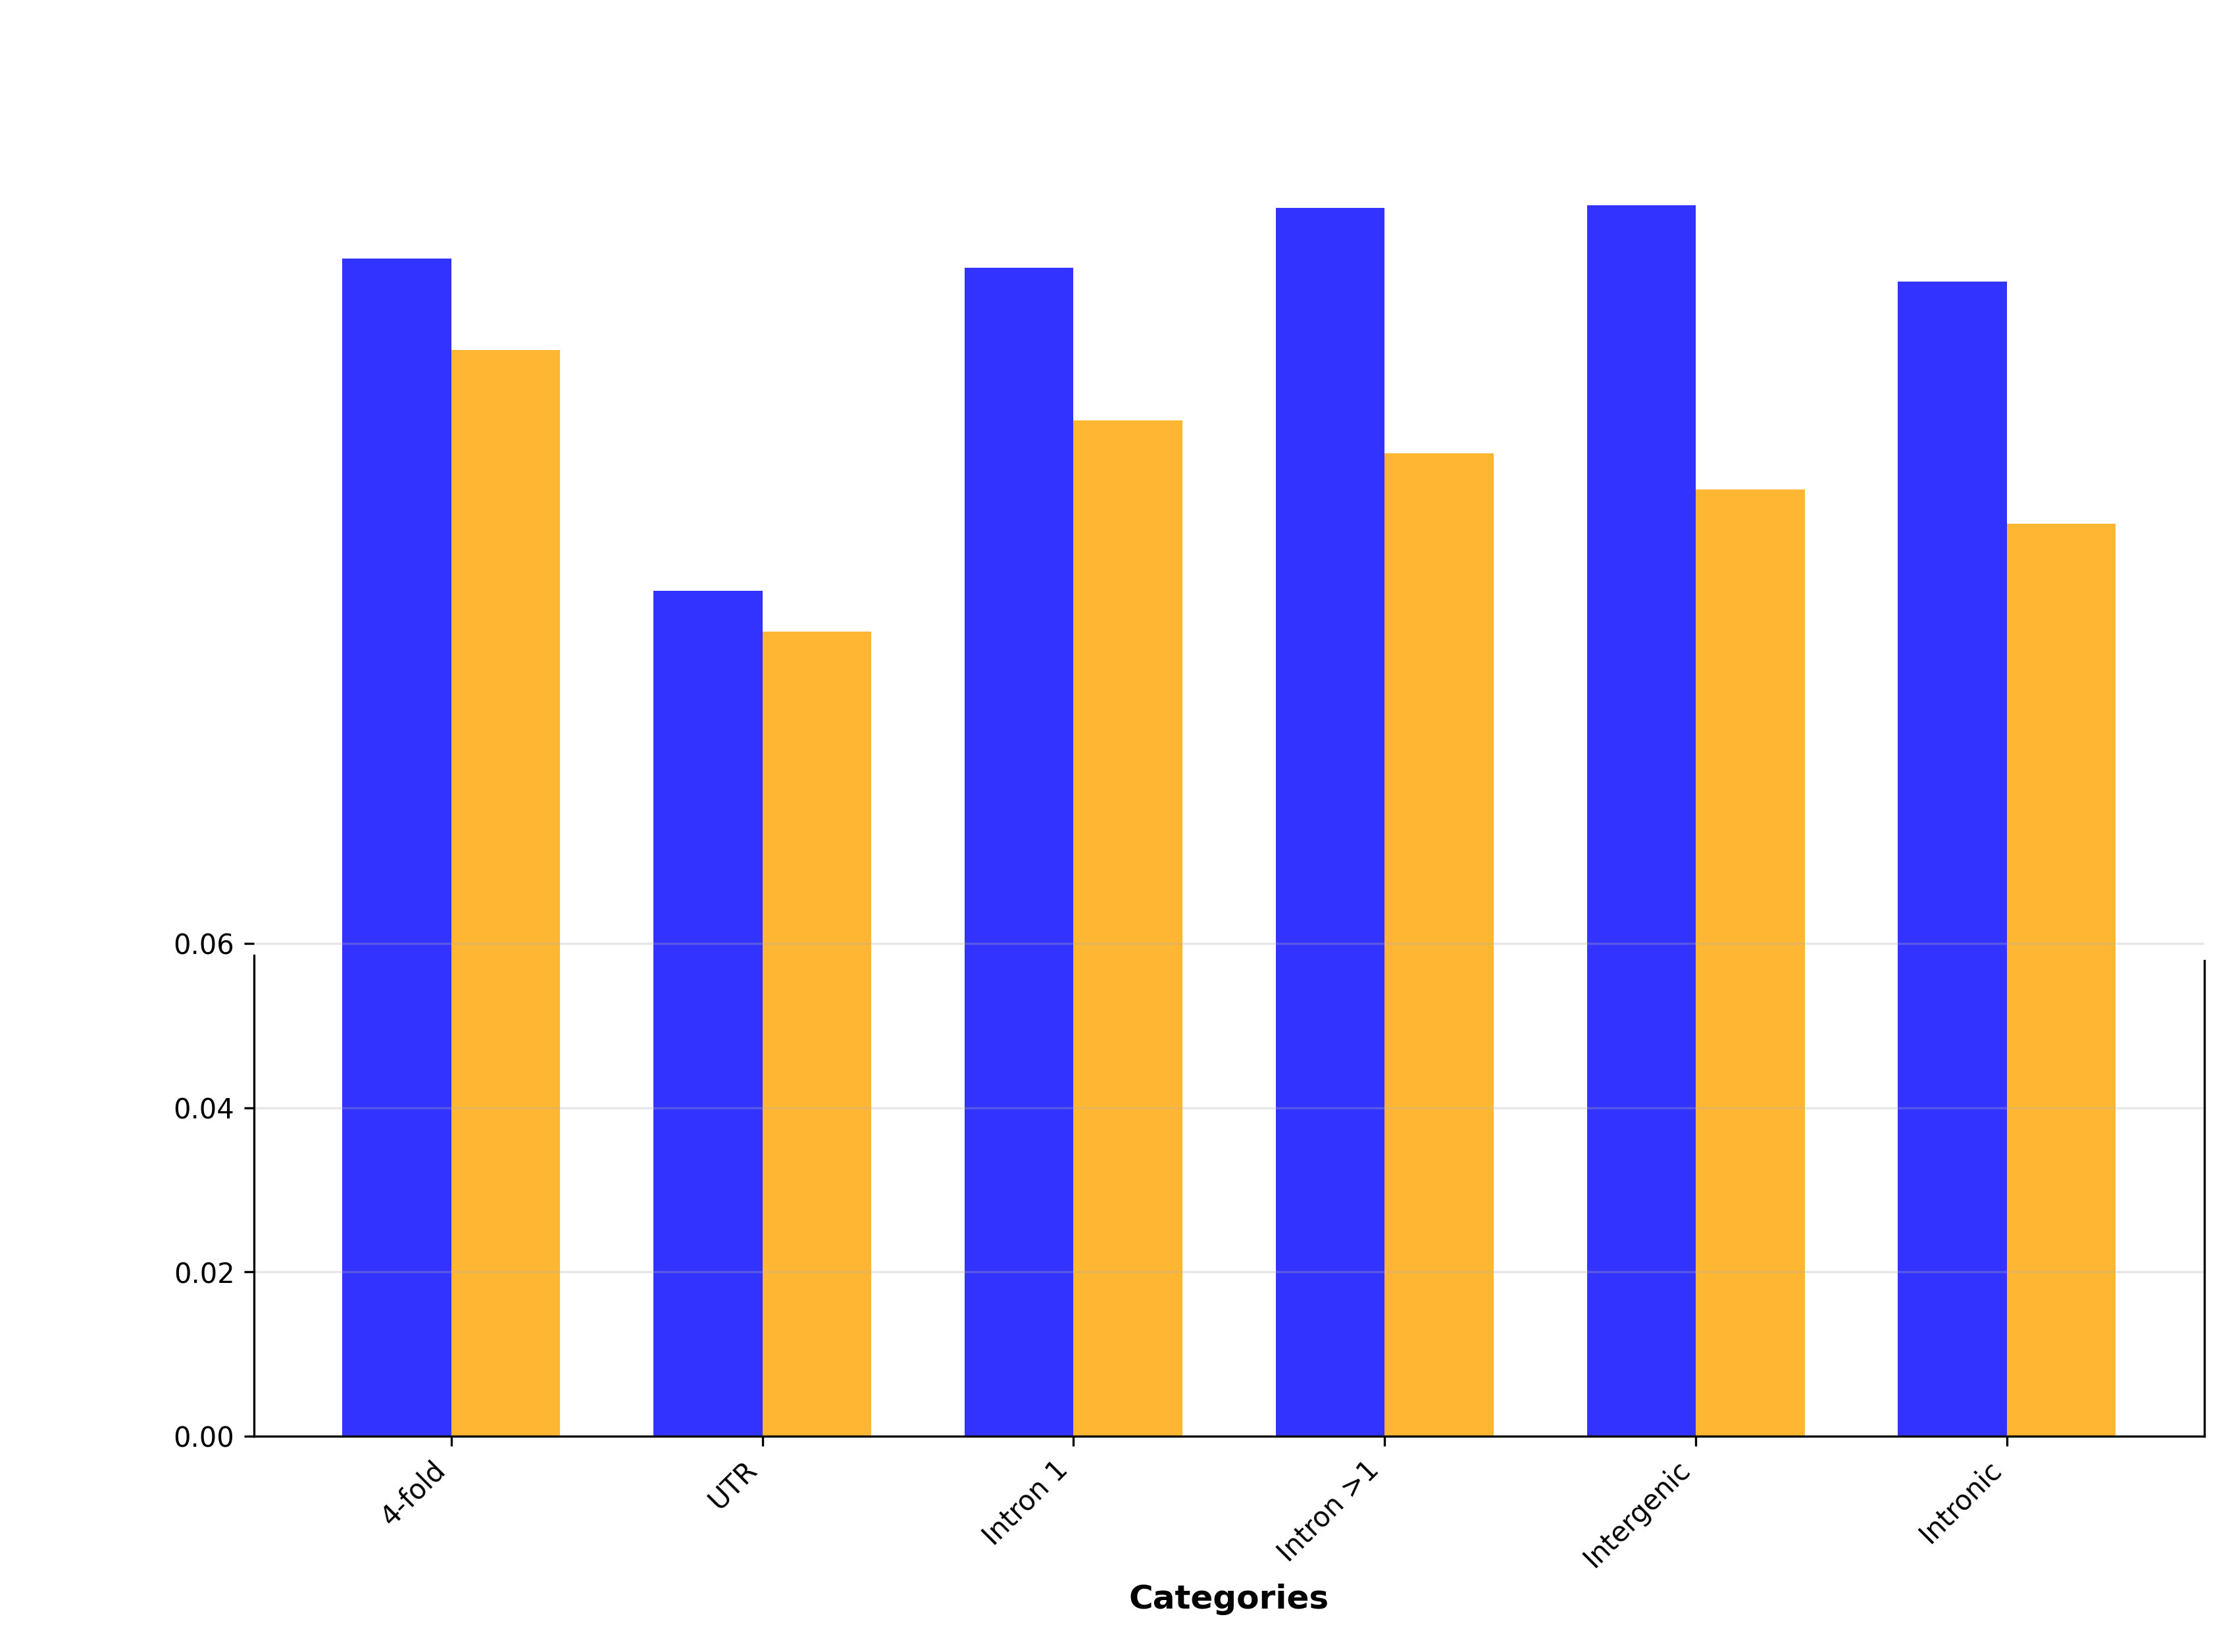 0.06
0.04
0.02
0.00
4-fold
UTR
Intron 1
Intron >1
Intergenic
Intronic
Categories